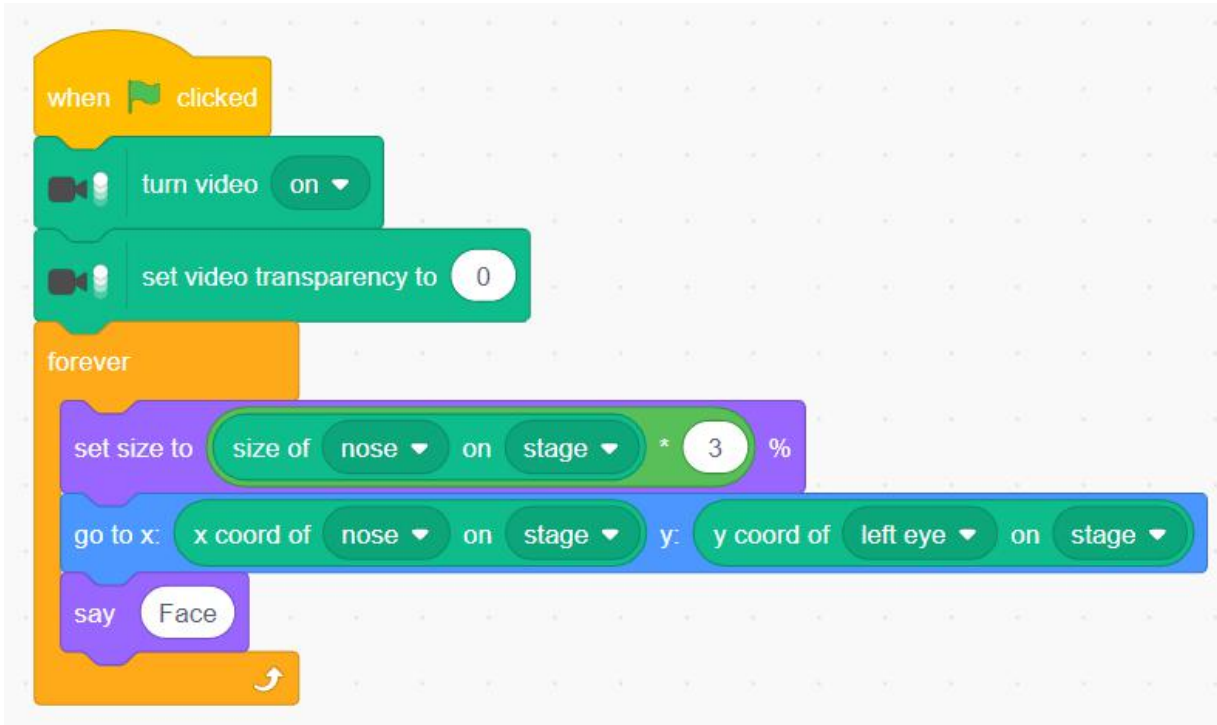 when clicked
turn video on
set video transparency to 0
forever
set size to size of nose on stage * 3 %
go to x: x coord of nose on stage y: y coord of left eye on stage
say Face